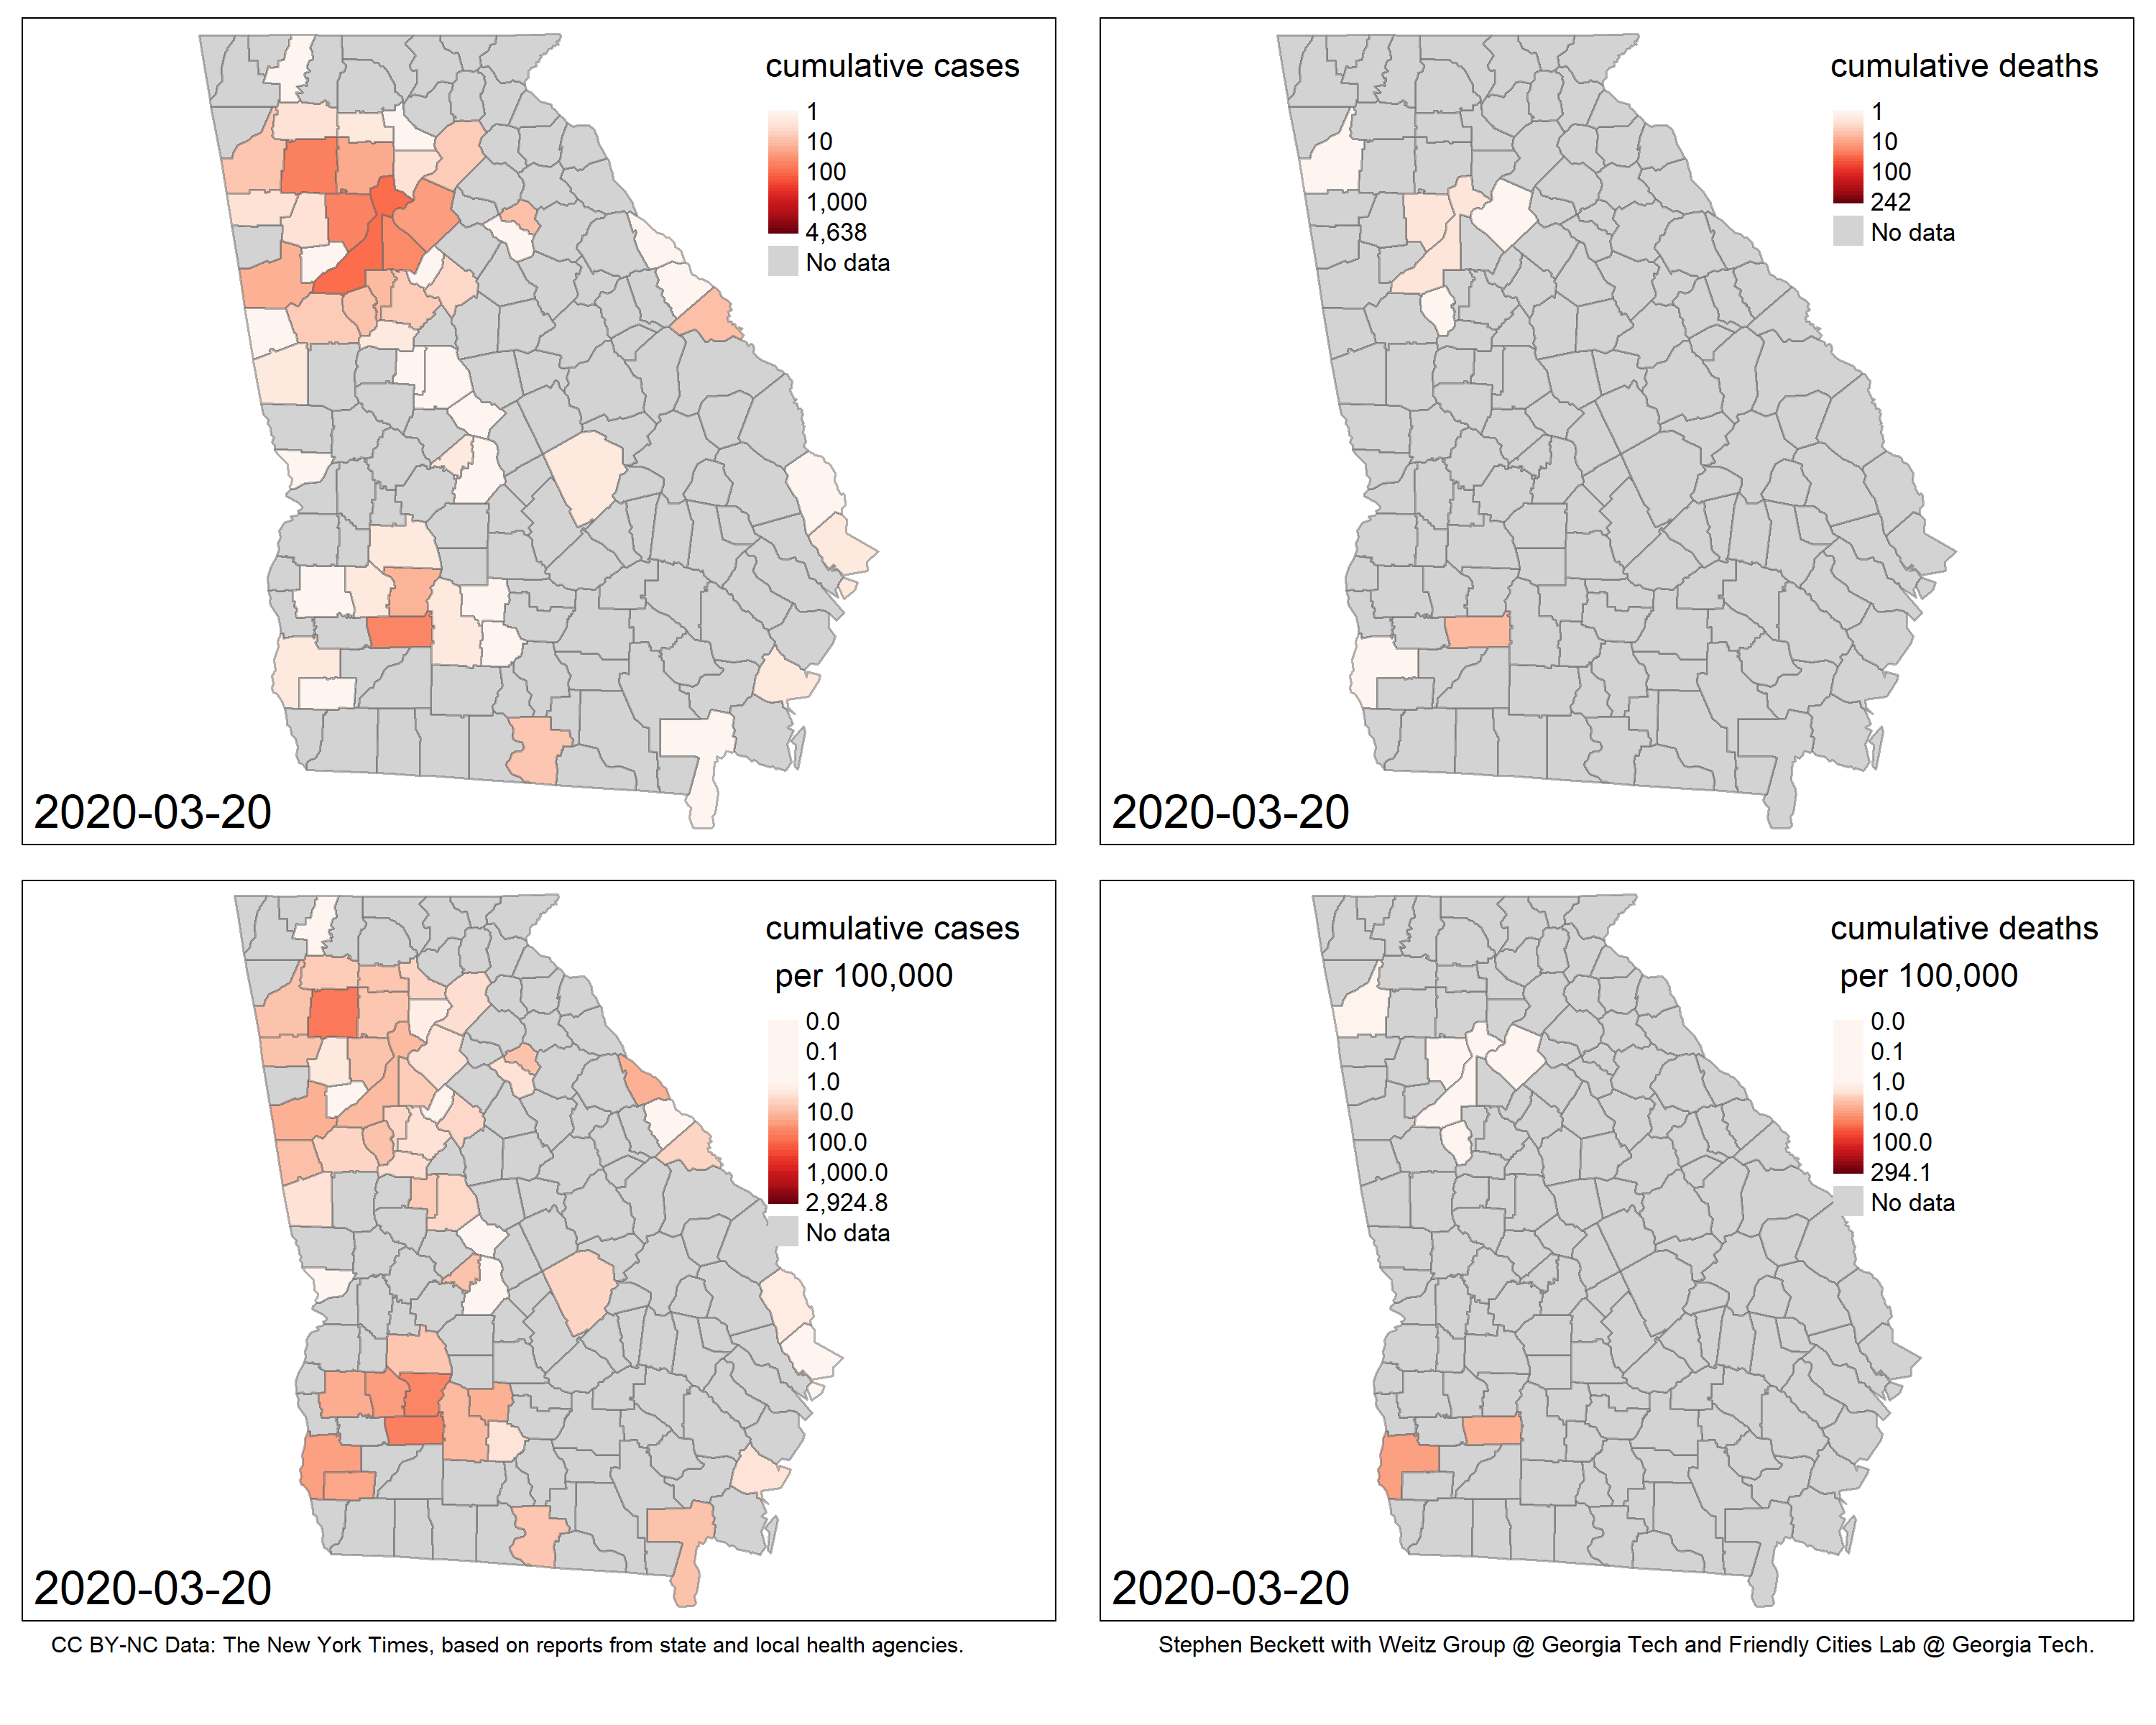 cumulative cases
1
10
100
1,000
4,638
No data
2020-03-20
cumulative deaths
1
10
100
242
No data
2020-03-20
cumulative cases
per 100,000
0.0
0.1
1.0
10.0
100.0
1,000.0
2,924.8
No data
2020-03-20
cumulative deaths
per 100,000
0.0
0.1
1.0
10.0
100.0
294.1
No data
2020-03-20
CC BY-NC Data: The New York Times, based on reports from state and local health agencies.
Stephen Beckett with Weitz Group @ Georgia Tech and Friendly Cities Lab @ Georgia Tech.